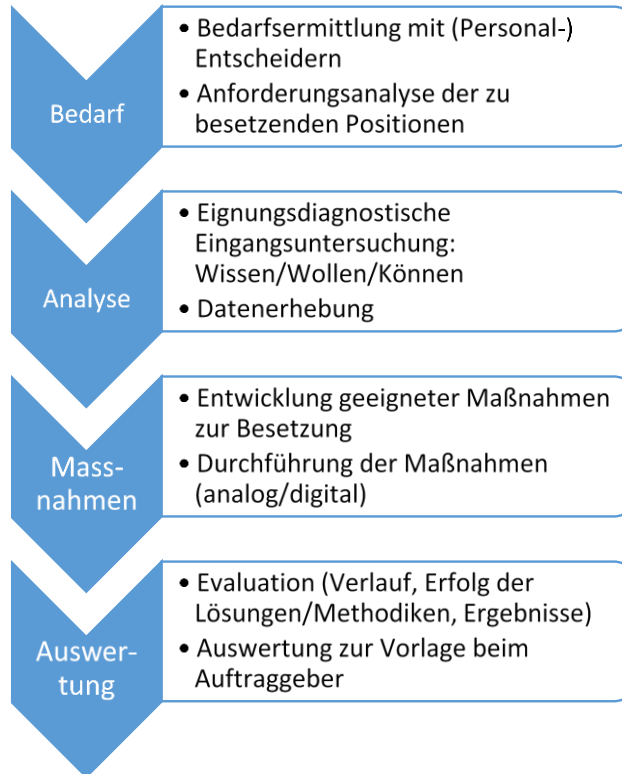 Bedarf
• Bedarfsermittlung mit (Personal-)
Entscheidern
• Anforderungsanalyse der zu
besetzenden Positionen
Analyse
• Eignungsdiagnostische
Eingangsuntersuchung:
Wissen/Wollen/Können
• Datenerhebung
Mass-
nahmen
• Entwicklung geeigneter Maßnahmen
zur Besetzung
• Durchführung der Maßnahmen
(analog/digital)
Auswer-
tung
• Evaluation (Verlauf, Erfolg der
Lösungen/Methodiken, Ergebnisse)
• Auswertung zur Vorlage beim
Auftraggeber